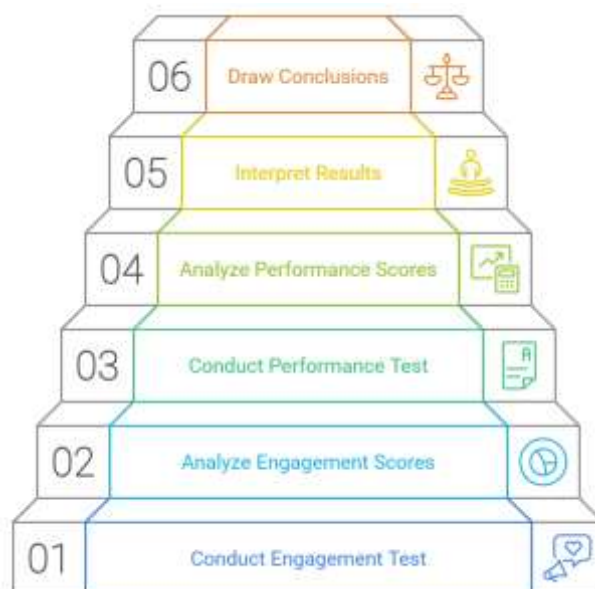 06 Draw Conclusions
05 Interpret Results
04 Analyze Performance Scores
03 Conduct Performance Test
A
02 Analyze Engagement Scores
01 Conduct Engagement Test